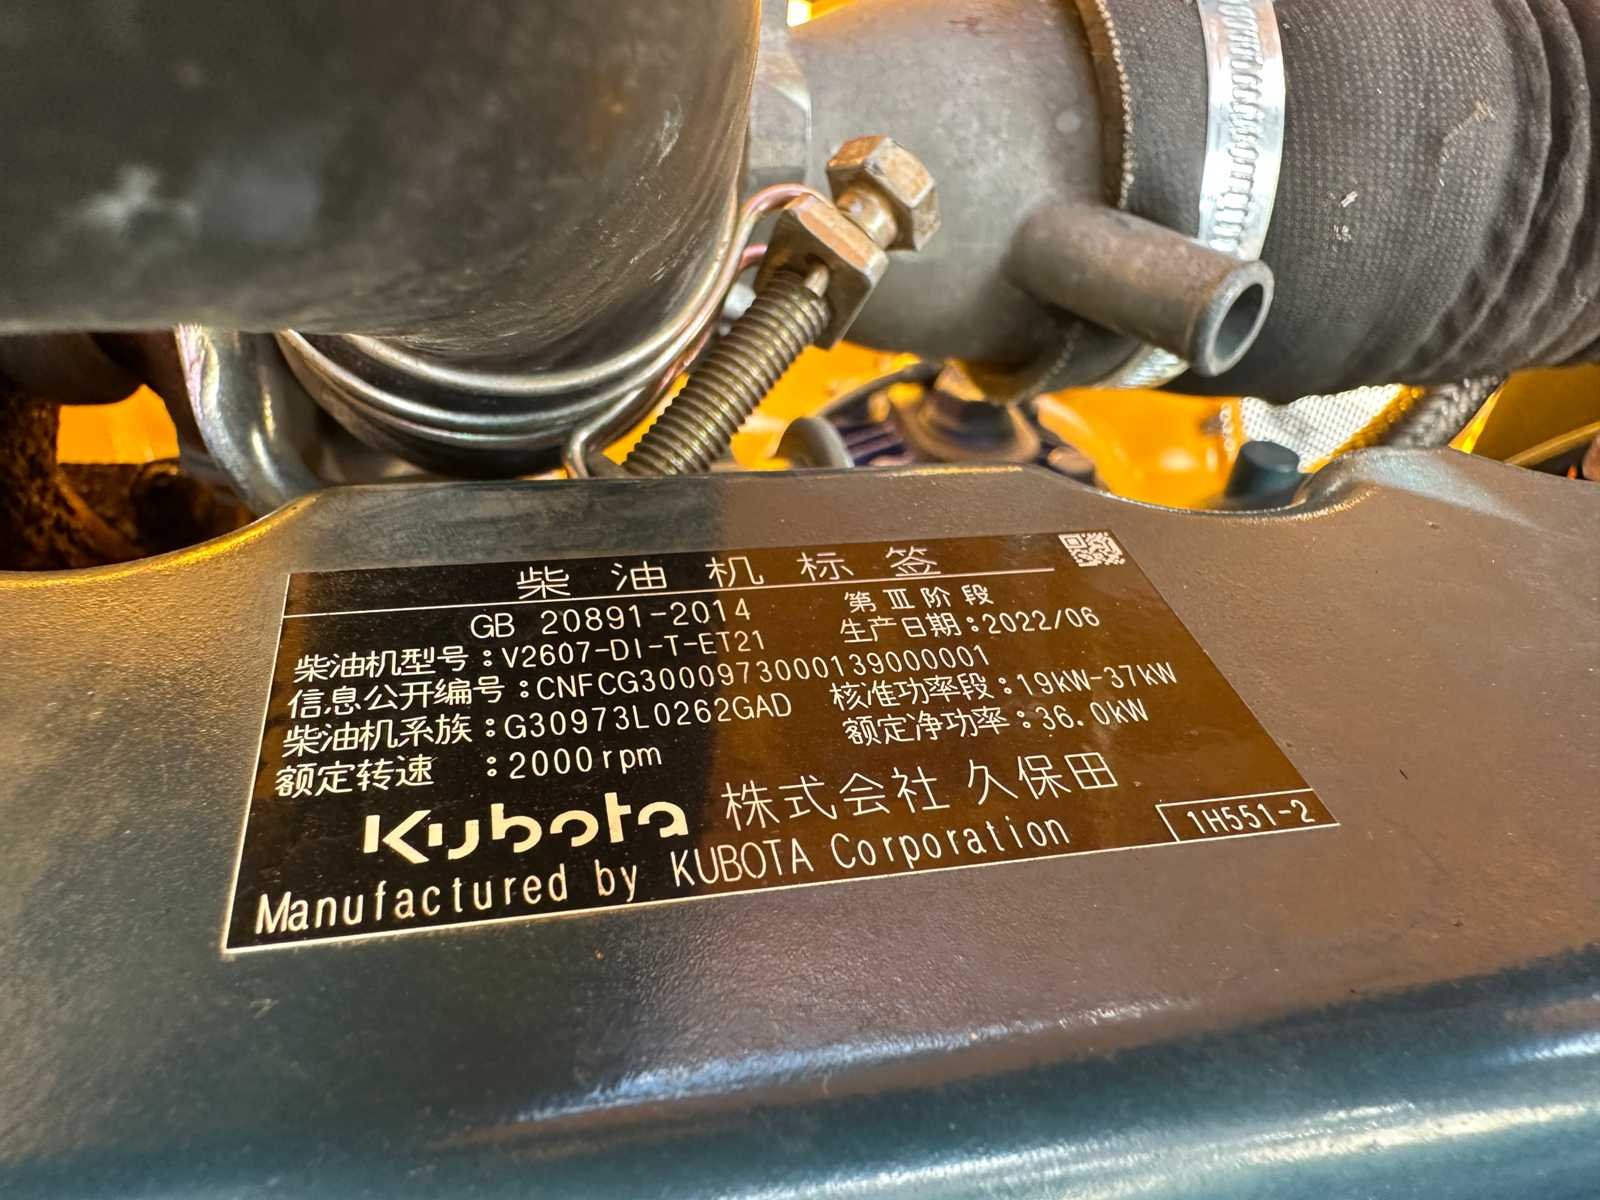 柴油机标签
GB 20891-2014 第Ⅲ阶段
柴油机型号:V2607-DI-T-ET21 生产日期:2022/06
信息公开编号:CNFCG3000973000139000001
柴油机系族:G30973L0262GAD 核准功率段:19kW-37kW
额定转速 :2000rpm 额定净功率:36.0kW
Kubota 株式会社 久保田
Manufactured by KUBOTA Corporation
1H551-2